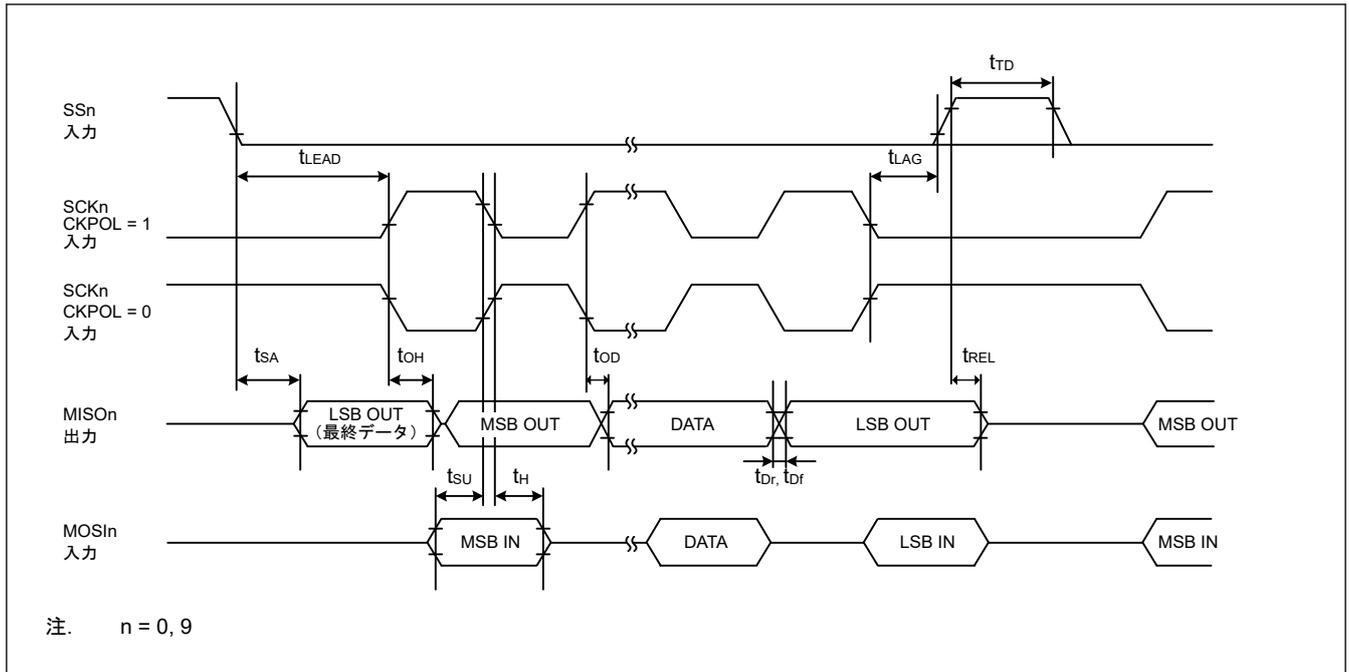 tTD
SSn
入力
tLEAD
tLAG
SCKn
CKPOL = 1
入力
SCKn
CKPOL = 0
入力
tSA
tOH
tOD
tREL
MISOn
出力
LSB OUT
（最終データ）
MSB OUT
DATA
LSB OUT
MSB OUT
tSU
tH
tDr, tDf
MOSIn
入力
MSB IN
DATA
LSB IN
MSB IN
注. n = 0, 9